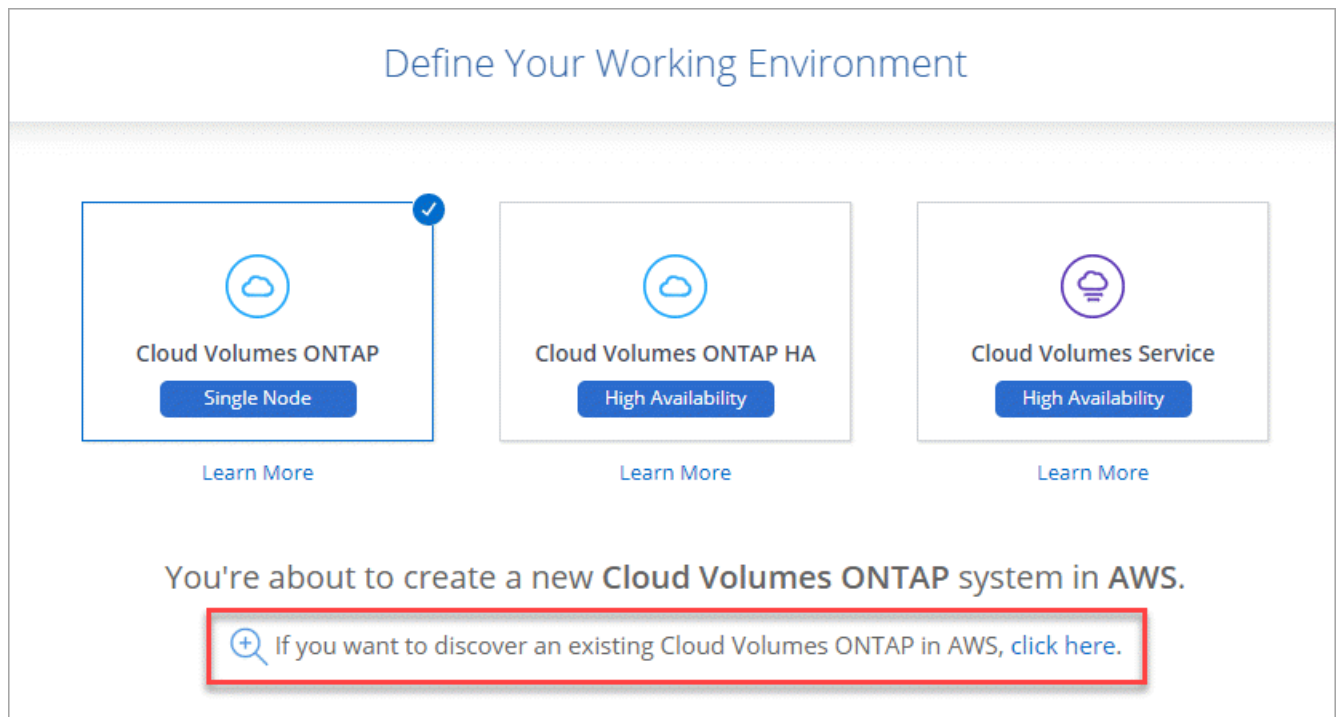 Define Your Working Environment
Cloud Volumes ONTAP
Single Node
Learn More
Cloud Volumes ONTAP HA
High Availability
Learn More
Cloud Volumes Service
High Availability
Learn More
You're about to create a new Cloud Volumes ONTAP system in AWS.
If you want to discover an existing Cloud Volumes ONTAP in AWS, click here.